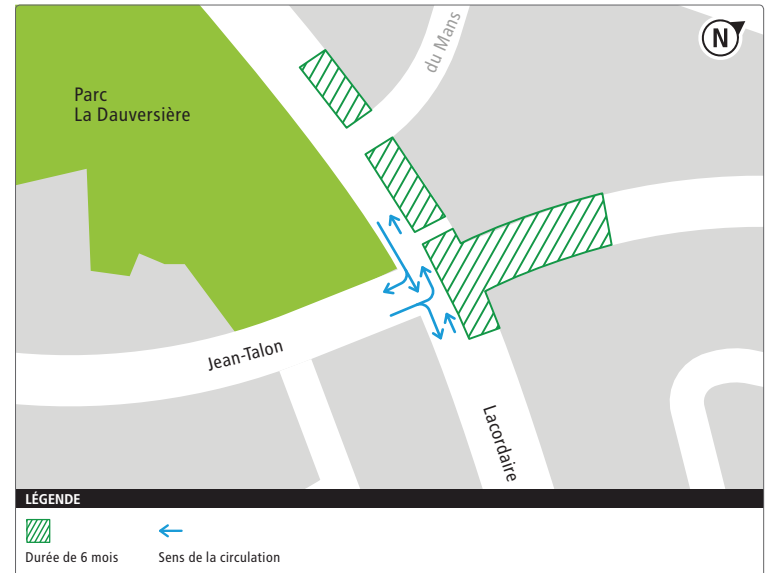 du Mans
N
Parc
La Dauversière
Jean-Talon
Lacordaire
LÉGENDE
Durée de 6 mois
Sens de la circulation